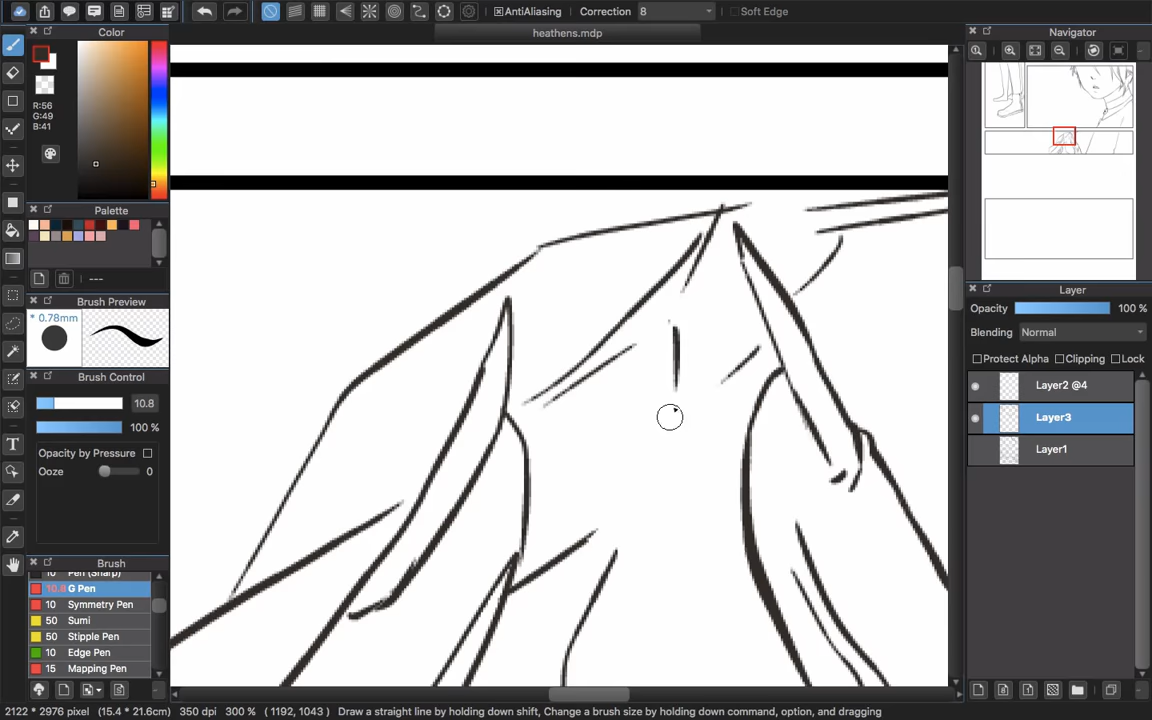 AntiAliasing Correction 8 Soft Edge
heathens.mdp
Color
R:56
G:49
B:41
Palette
---
Brush Preview
* 0.78mm
Brush Control
10.8
100 %
Opacity by Pressure
Ooze 0
Brush
10 Pen (Sharp)
10.8 G Pen
10 Symmetry Pen
50 Sumi
50 Stipple Pen
10 Edge Pen
15 Mapping Pen
Navigator
Layer
Opacity 100 %
Blending Normal
Protect Alpha Clipping Lock
Layer2 @4
Layer3
Layer1
2122 * 2976 pixel (15.4 * 21.6cm) 350 dpi 300 % ( 1192, 1043 ) Draw a straight line by holding down shift, Change a brush size by holding down command, option, and dragging